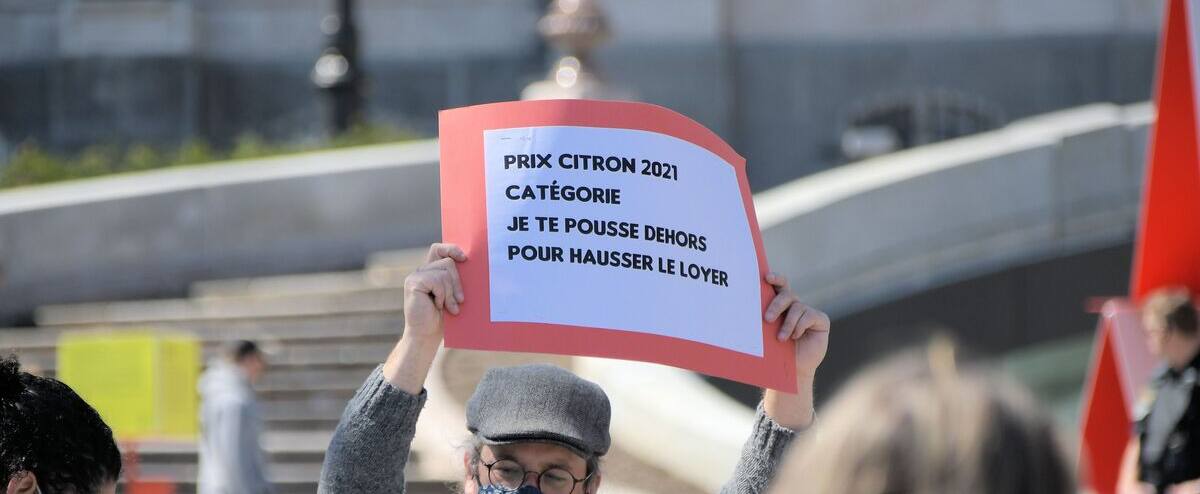 PRIX CITRON 2021
CATÉGORIE
JE TE POUSSE DEHORS
POUR HAUSSER LE LOYER